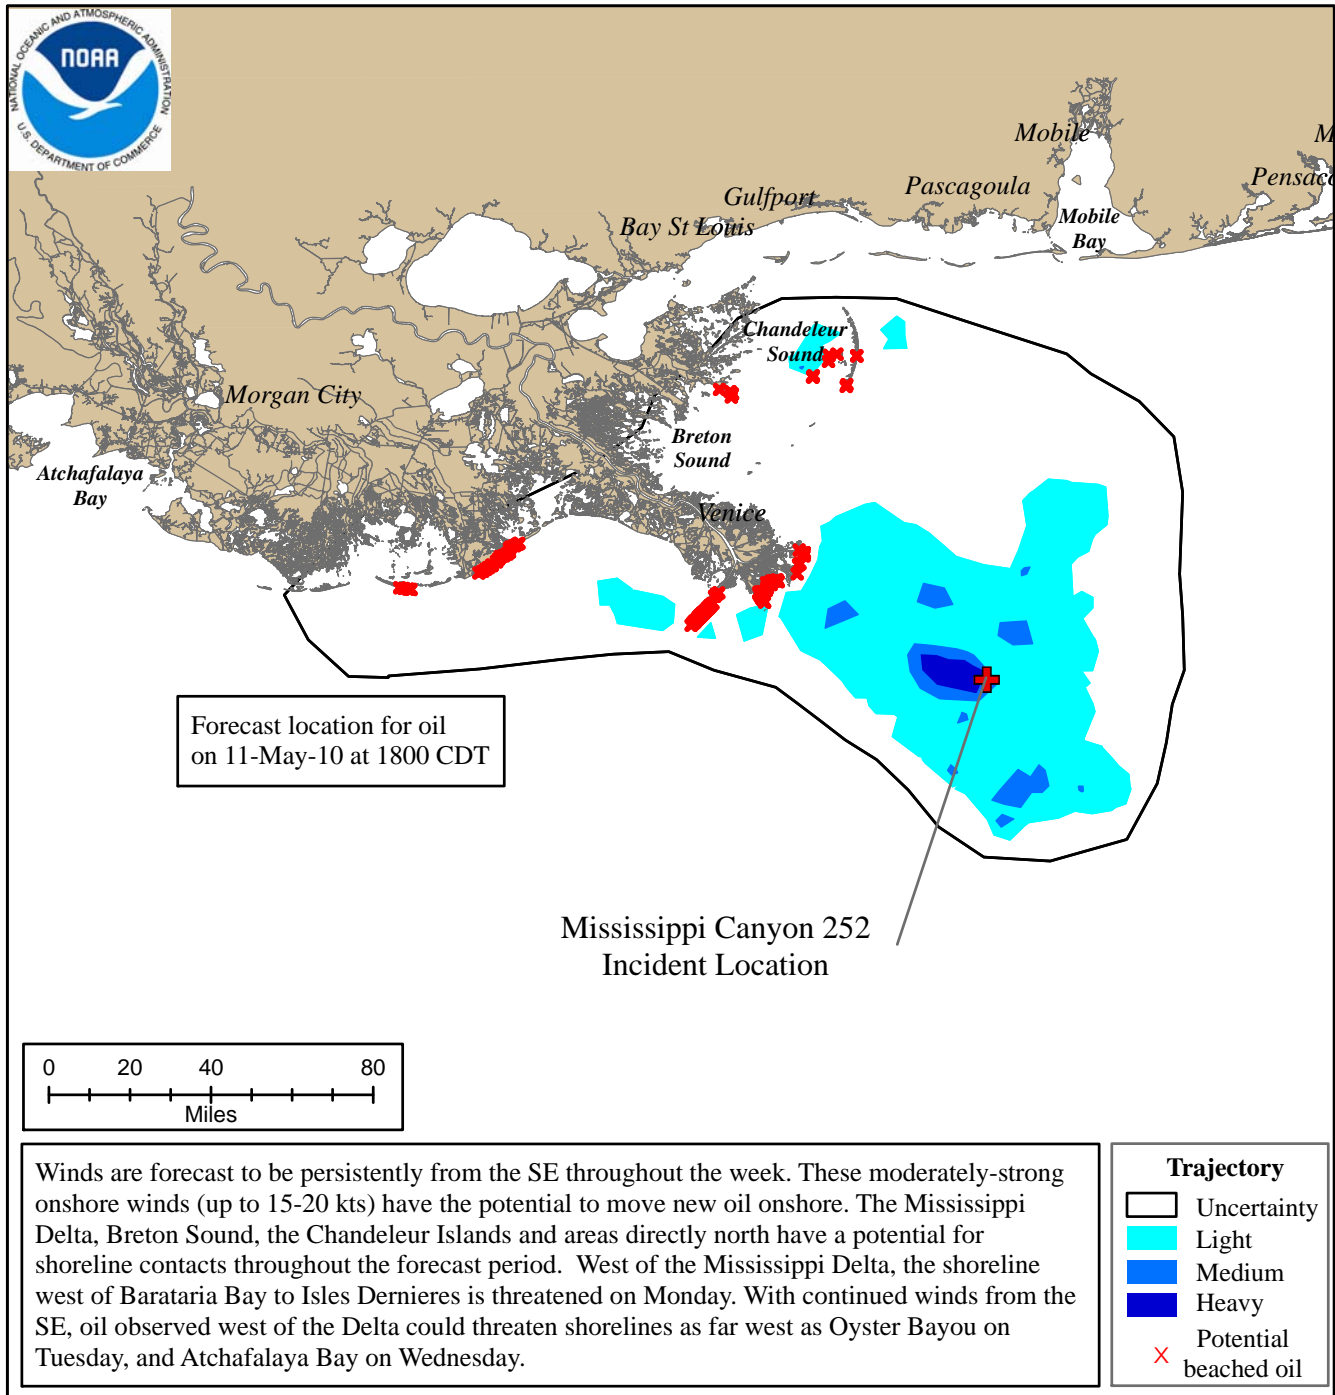 NATIONAL OCEANIC AND ATMOSPHERIC ADMINISTRATION
NOAA
U.S. DEPARTMENT OF COMMERCE
Mobile
M
Pensaco
Pascagoula
Gulfport
Bay St Louis
Mobile
Bay
Chandeleur
Sound
Morgan City
Breton
Sound
Atchafalaya
Bay
Venice
Forecast location for oil
on 11-May-10 at 1800 CDT
Mississippi Canyon 252
Incident Location
0 20 40 80
Miles
Winds are forecast to be persistently from the SE throughout the week. These moderately-strong
onshore winds (up to 15-20 kts) have the potential to move new oil onshore. The Mississippi
Delta, Breton Sound, the Chandeleur Islands and areas directly north have a potential for
shoreline contacts throughout the forecast period.  West of the Mississippi Delta, the shoreline
west of Barataria Bay to Isles Dernieres is threatened on Monday. With continued winds from the
SE, oil observed west of the Delta could threaten shorelines as far west as Oyster Bayou on
Tuesday, and Atchafalaya Bay on Wednesday.
Trajectory
Uncertainty
Light
Medium
Heavy
X Potential
beached oil